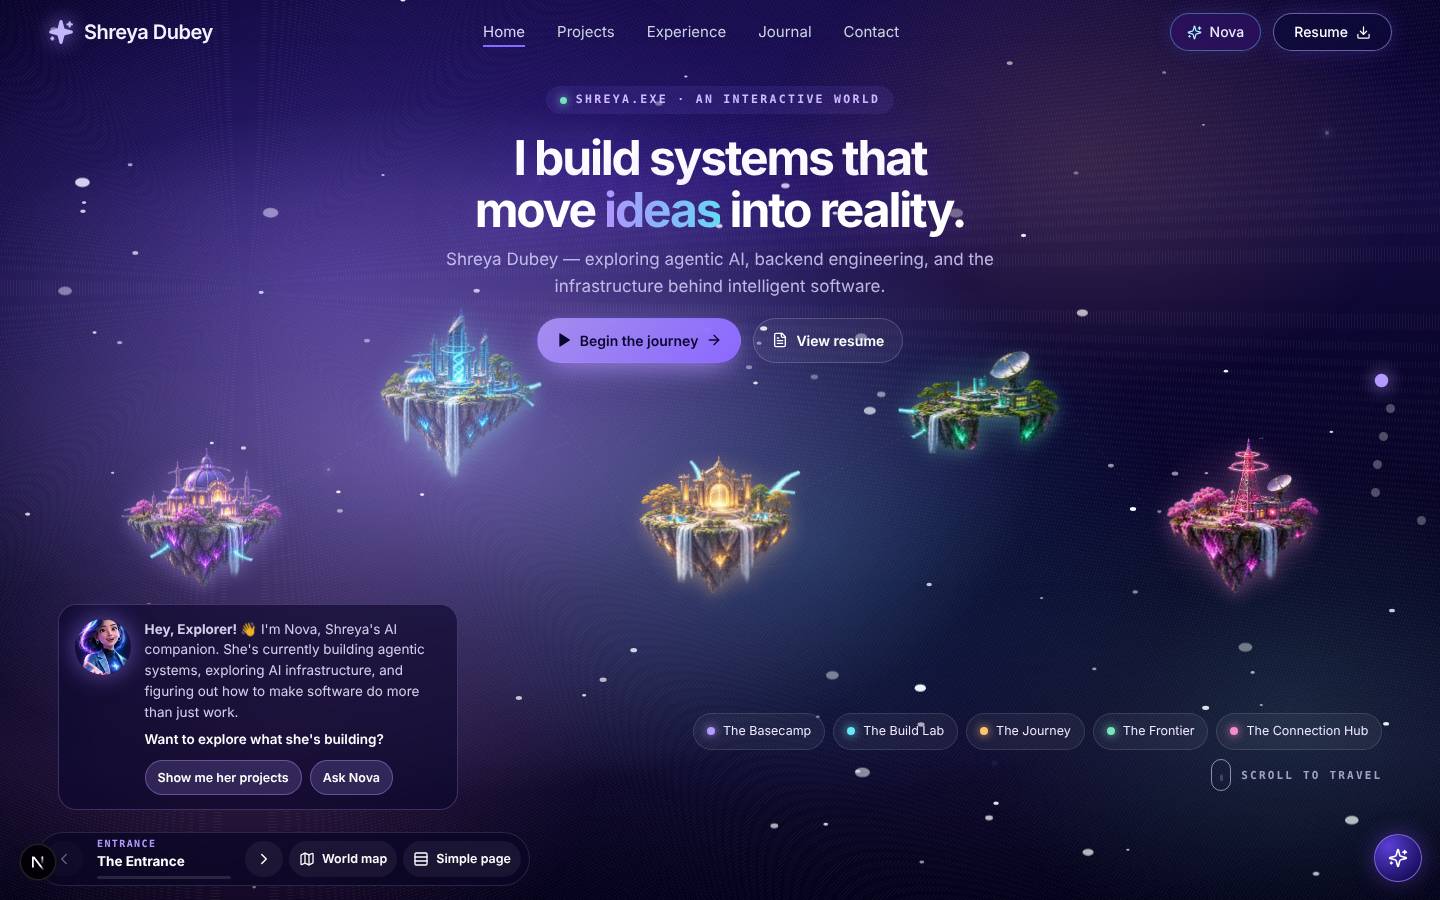 Shreya Dubey
Home
Projects
Experience
Journal
Contact
Nova
Resume
SHREYA.EXE · AN INTERACTIVE WORLD
I build systems that
move ideas into reality.
Shreya Dubey — exploring agentic AI, backend engineering, and the
infrastructure behind intelligent software.
Begin the journey
View resume
Hey, Explorer! 👋 I'm Nova, Shreya's AI
companion. She's currently building agentic
systems, exploring AI infrastructure, and
figuring out how to make software do more
than just work.
Want to explore what she's building?
Show me her projects
Ask Nova
The Basecamp
The Build Lab
The Journey
The Frontier
The Connection Hub
SCROLL TO TRAVEL
N
ENTRANCE
The Entrance
World map
Simple page